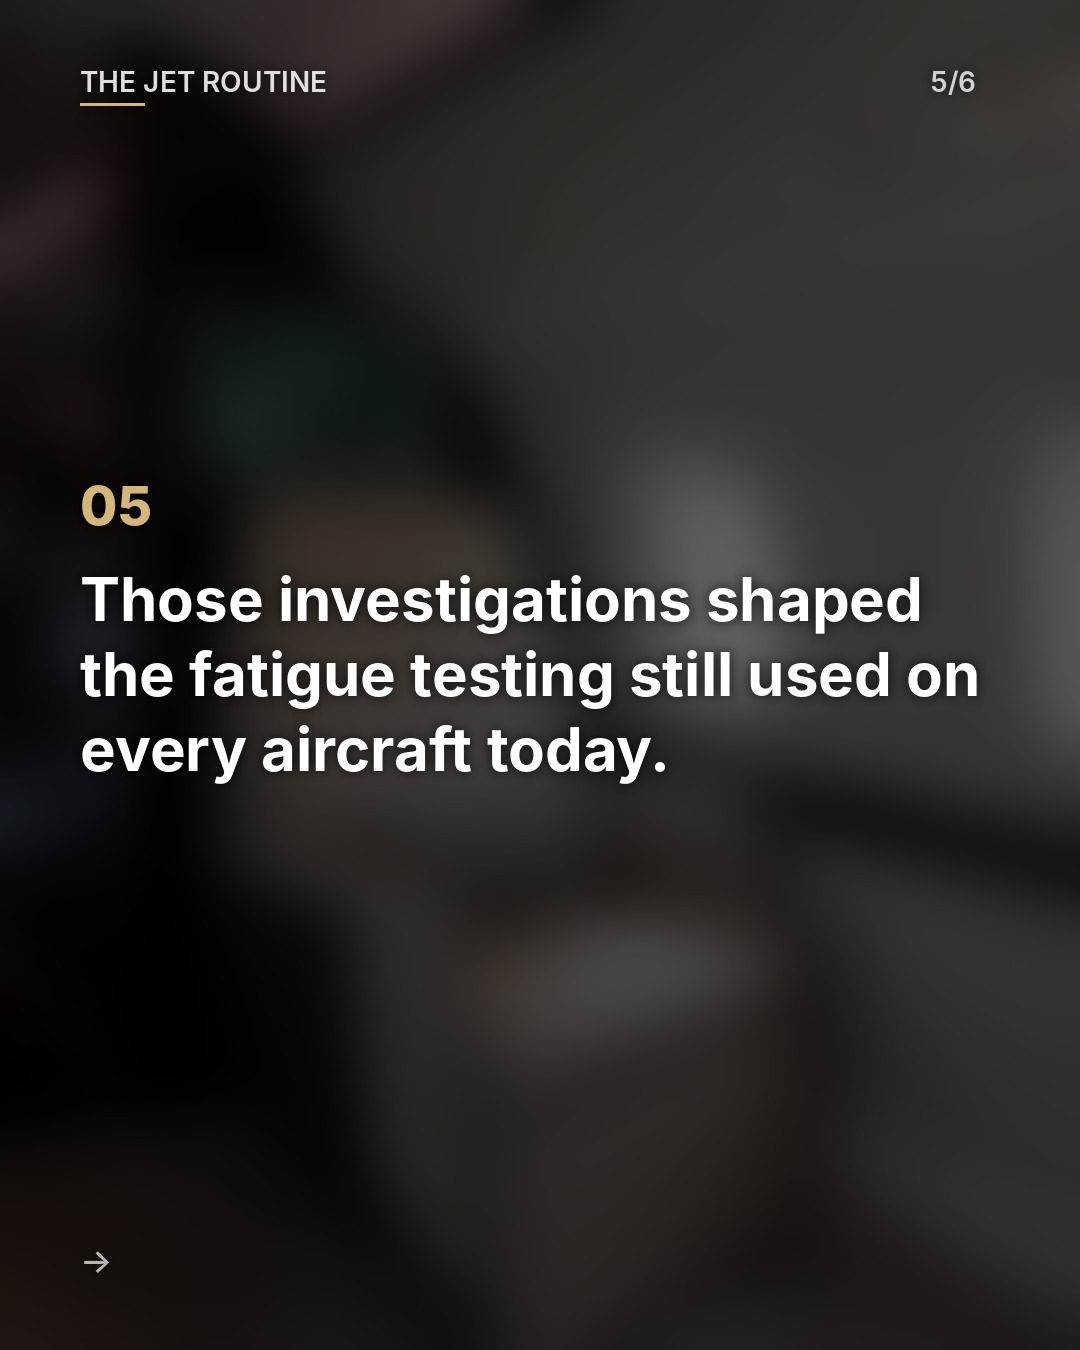 THE JET ROUTINE
5/6
05
Those investigations shaped
the fatigue testing still used on
every aircraft today.
→